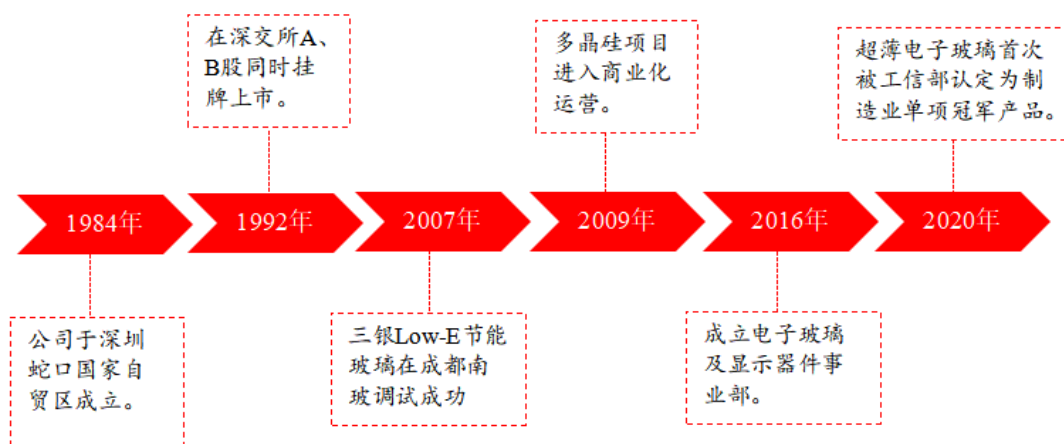 在深交所A、
B股同时挂
牌上市。
多晶硅项目
进入商业化
运营。
超薄电子玻璃首次
被工信部认定为制
造业单项冠军产品。
1984年
1992年
2007年
2009年
2016年
2020年
公司于深圳
蛇口国家自
贸区成立。
三银Low-E节能
玻璃在成都南
玻调试成功
成立电子玻璃
及显示器件事
业部。